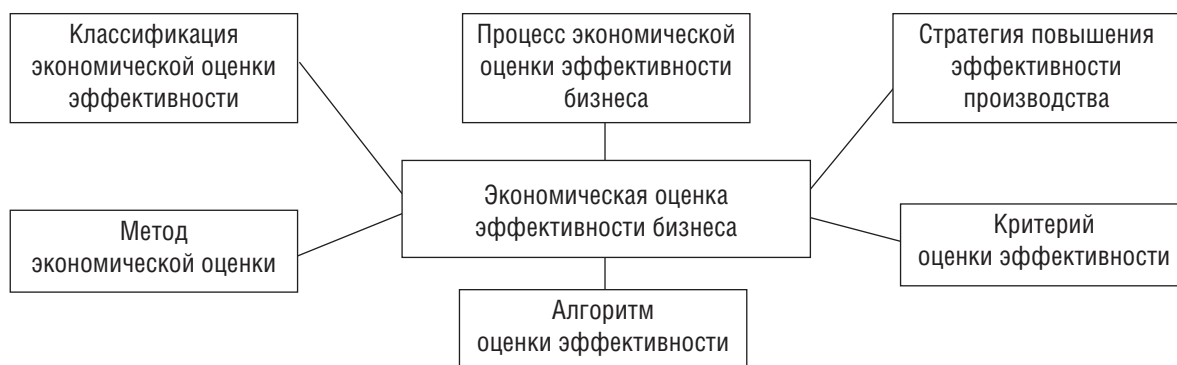 Классификация
экономической оценки
эффективности
Процесс экономической
оценки эффективности
бизнеса
Стратегия повышения
эффективности
производства
Экономическая оценка
эффективности бизнеса
Метод
экономической оценки
Критерий
оценки эффективности
Алгоритм
оценки эффективности